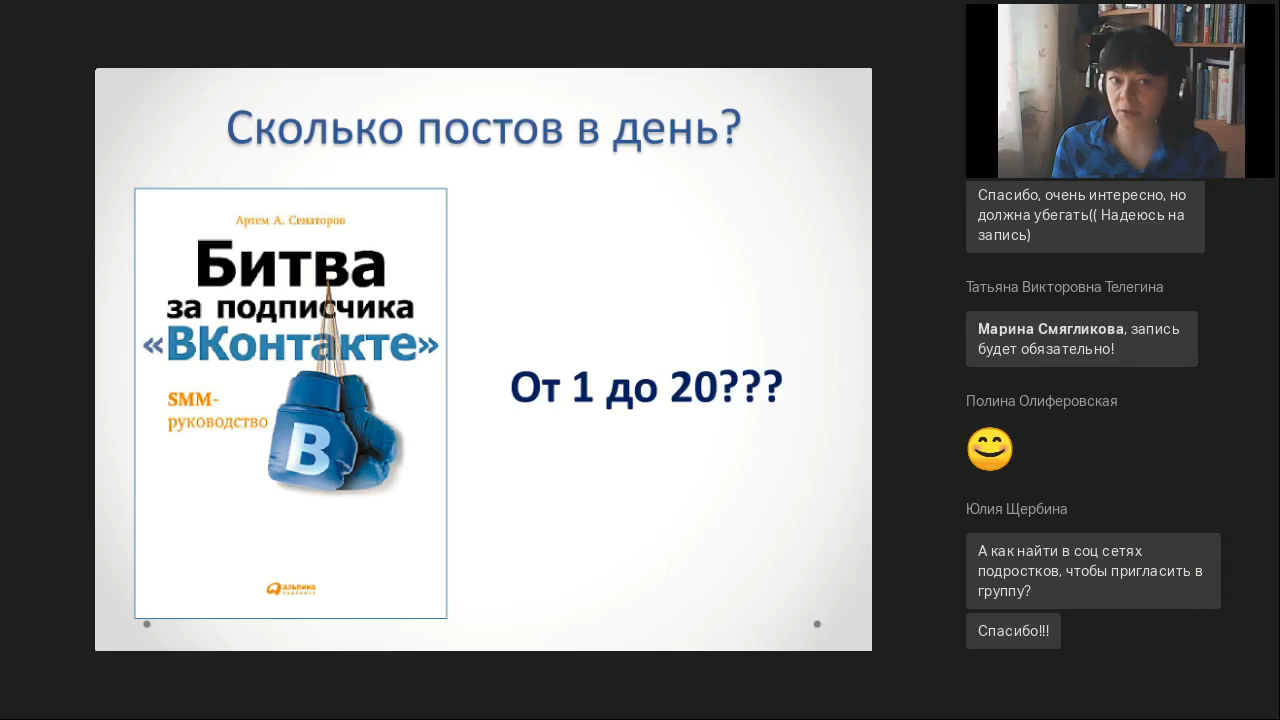 Сколько постов в день?
Артем А. Сенаторов
Битва
за подписчика
«ВКонтакте»
SMM-
руководство
В
альпина
От 1 до 20???
Спасибо, очень интересно, но
должна убегать(( Надеюсь на
запись)
Татьяна Викторовна Телегина
Марина Смягликова, запись
будет обязательно!
Полина Олиферовская
Юлия Щербина
А как найти в соц сетях
подростков, чтобы пригласить в
группу?
Спасибо!!!